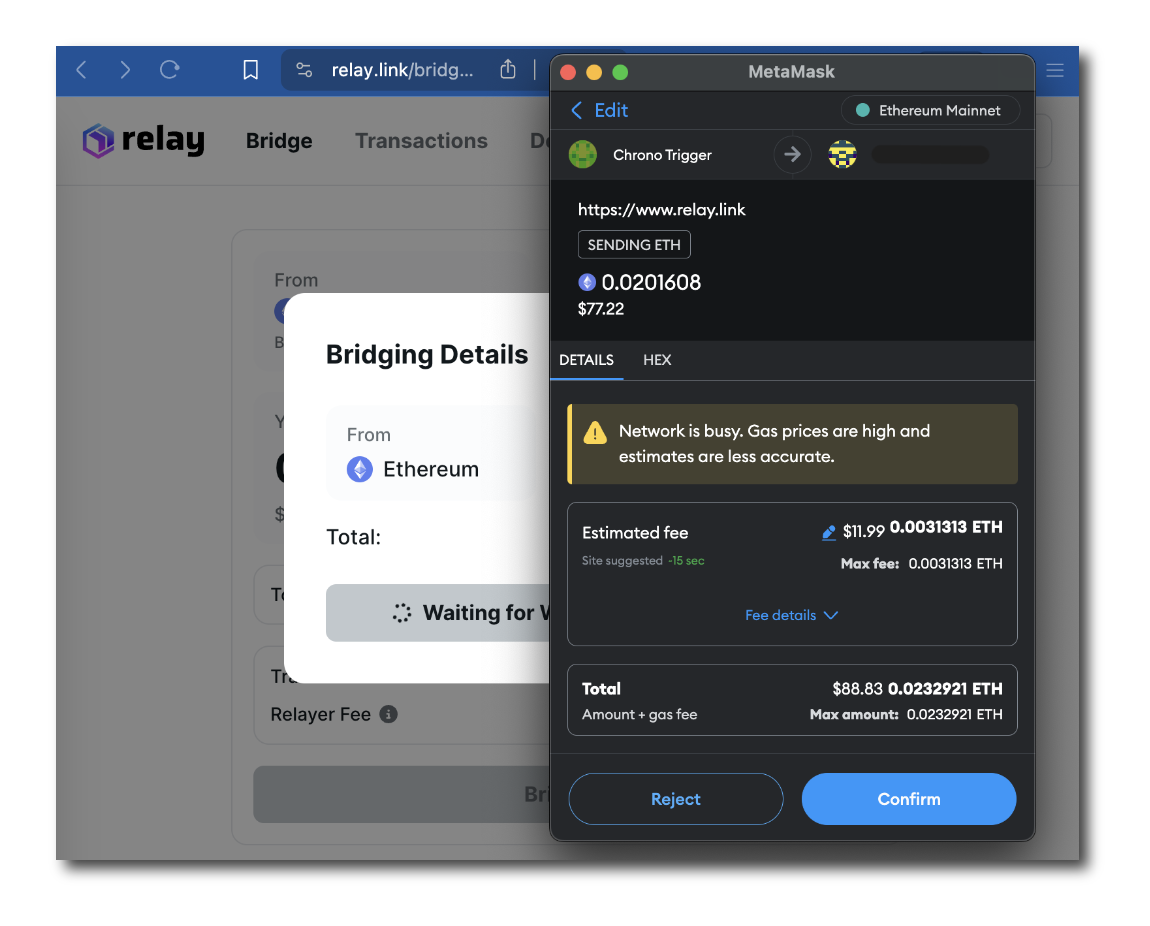 relay.link/bridg...
MetaMask
Edit
Ethereum Mainnet
relay
Bridge
Transactions
Chrono Trigger
https://www.relay.link
SENDING ETH
0.0201608
$77.22
From
Bridging Details
From
Ethereum
Total:
Waiting for
DETAILS
HEX
Network is busy. Gas prices are high and
estimates are less accurate.
Estimated fee
$11.99 0.0031313 ETH
Site suggested ~15 sec
Max fee: 0.0031313 ETH
Fee details
Relayer Fee
Total
$88.83 0.0232921 ETH
Amount + gas fee
Max amount: 0.0232921 ETH
Reject
Confirm